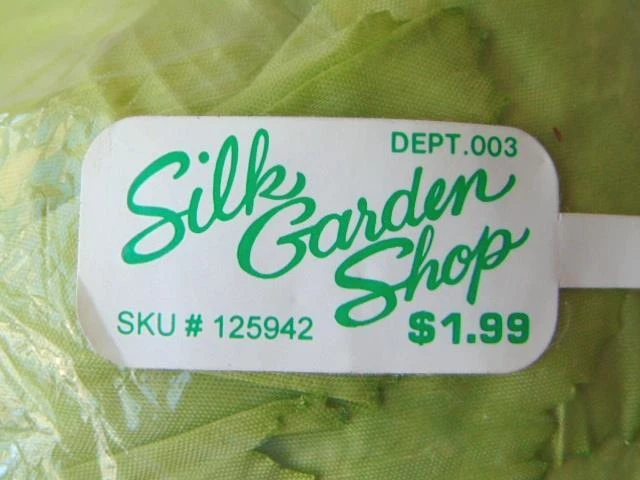 DEPT.003
Silk
Garden
Shop
SKU # 125942
$1.99